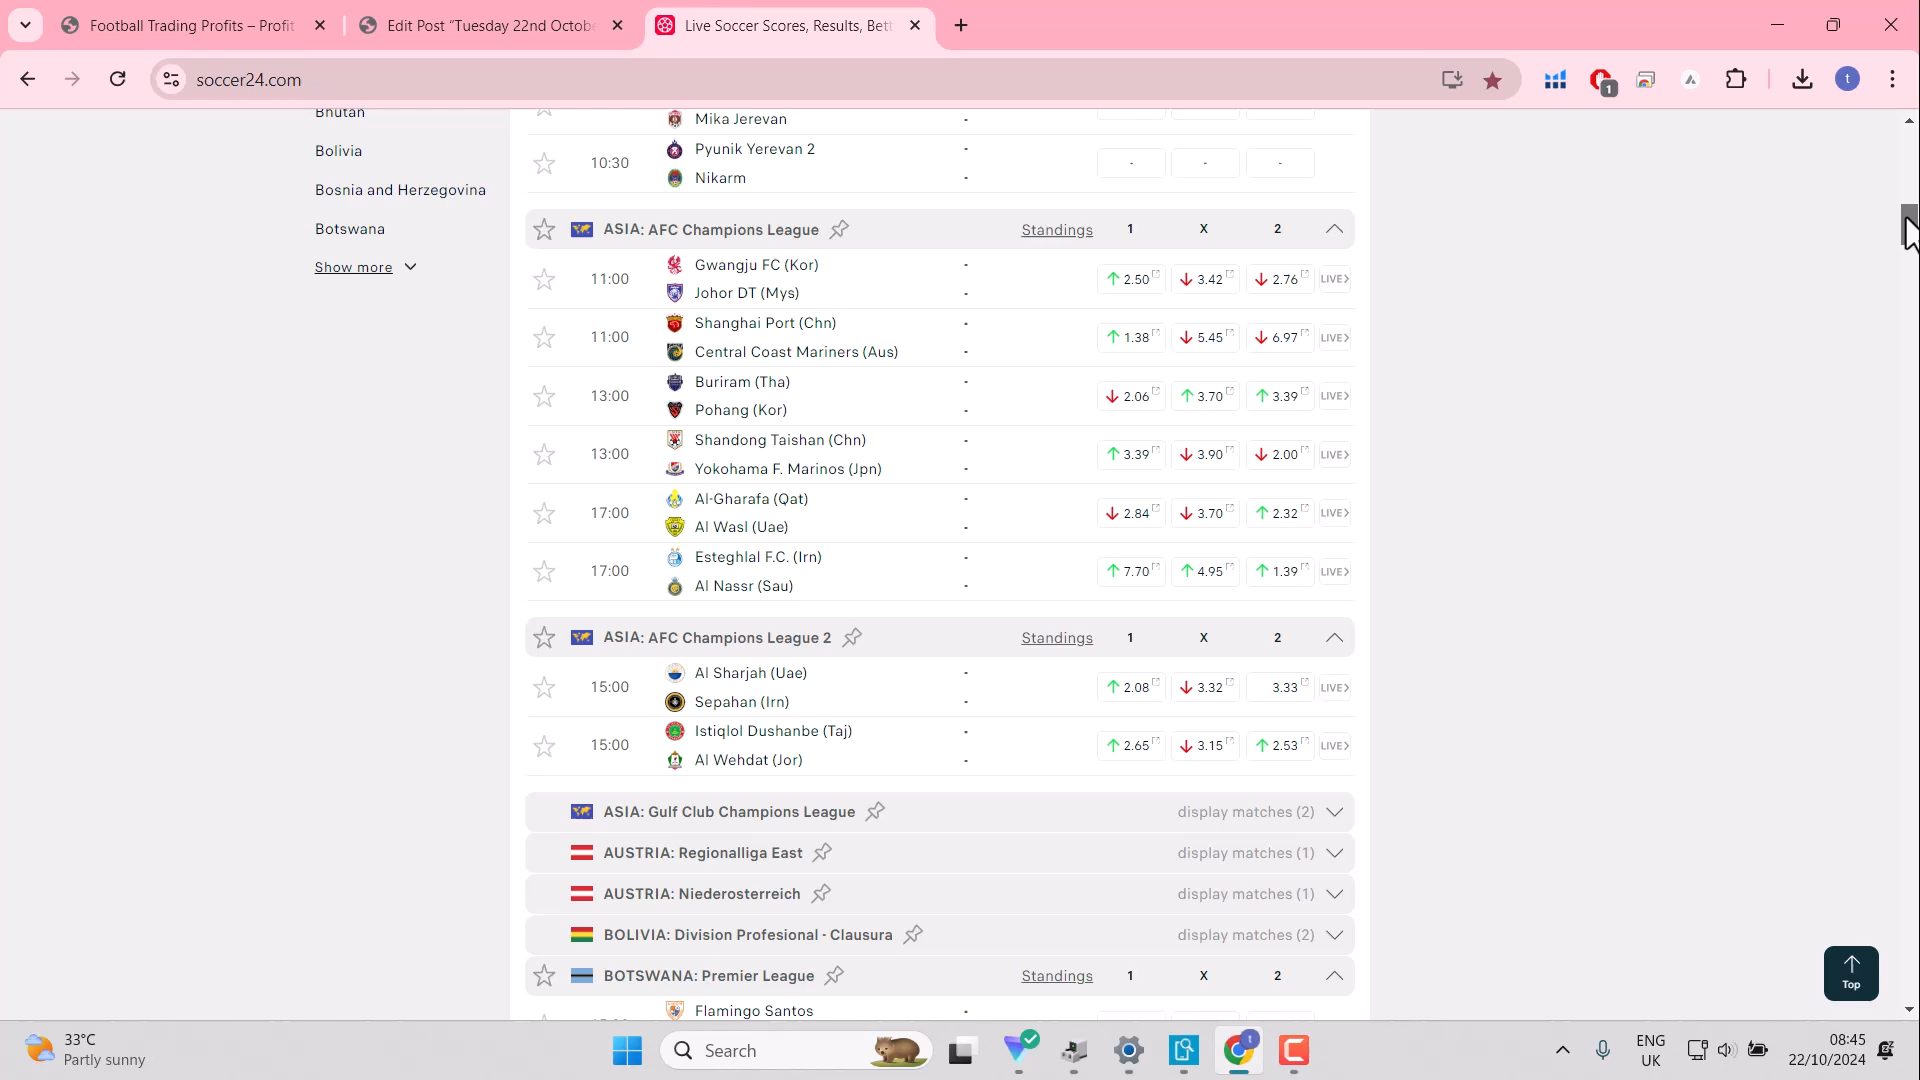 Football Trading Profits – Profit
Edit Post “Tuesday 22nd Octobe
Live Soccer Scores, Results, Bett
soccer24.com
1
t
Bhutan
Bolivia
Bosnia and Herzegovina
Botswana
Show more
Mika Jerevan -
10:30 Pyunik Yerevan 2 - - - -
Nikarm -
ASIA: AFC Champions League Standings 1 X 2
11:00 Gwangju FC (Kor) - 2.50 3.42 2.76 LIVE
Johor DT (Mys) -
11:00 Shanghai Port (Chn) - 1.38 5.45 6.97 LIVE
Central Coast Mariners (Aus) -
13:00 Buriram (Tha) - 2.06 3.70 3.39 LIVE
Pohang (Kor) -
13:00 Shandong Taishan (Chn) - 3.39 3.90 2.00 LIVE
Yokohama F. Marinos (Jpn) -
17:00 Al-Gharafa (Qat) - 2.84 3.70 2.32 LIVE
Al Wasl (Uae) -
17:00 Esteghlal F.C. (Irn) - 7.70 4.95 1.39 LIVE
Al Nassr (Sau) -
ASIA: AFC Champions League 2 Standings 1 X 2
15:00 Al Sharjah (Uae) - 2.08 3.32 3.33 LIVE
Sepahan (Irn) -
15:00 Istiqlol Dushanbe (Taj) - 2.65 3.15 2.53 LIVE
Al Wehdat (Jor) -
ASIA: Gulf Club Champions League display matches (2)
AUSTRIA: Regionalliga East display matches (1)
AUSTRIA: Niederosterreich display matches (1)
BOLIVIA: Division Profesional - Clausura display matches (2)
BOTSWANA: Premier League Standings 1 X 2
Flamingo Santos -
Top
33°C
Partly sunny
Search
t
ENG
UK
08:45
22/10/2024